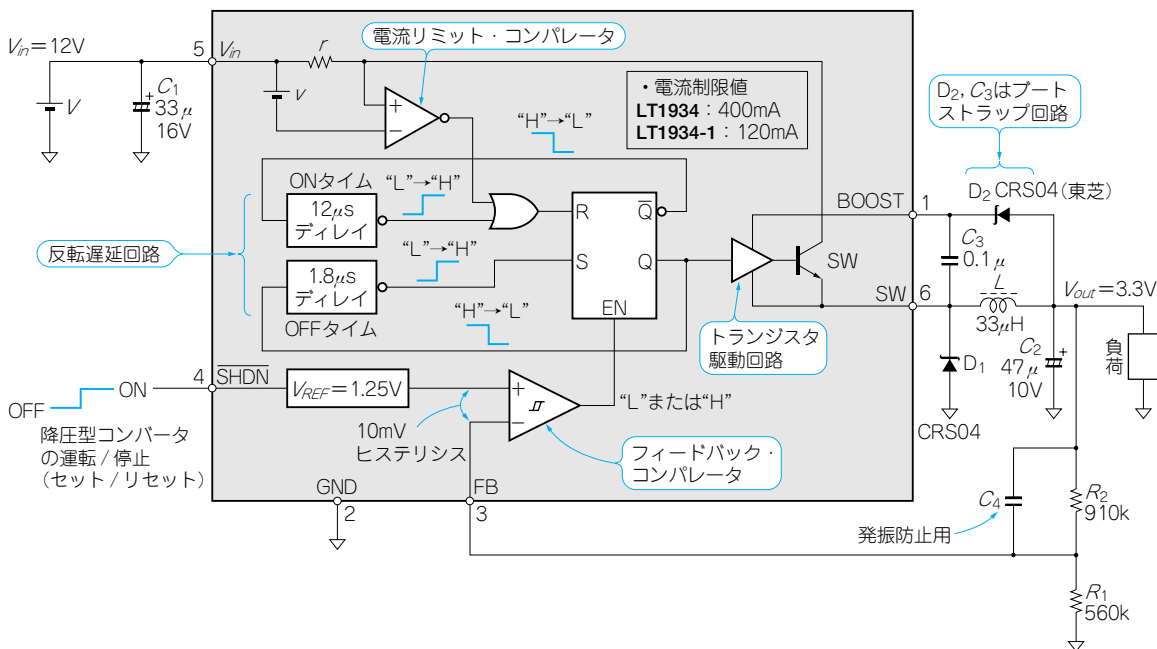 V_in＝12V
5
V_in
r
電流リミット・コンパレータ
V
C1
33μ
16V
v
＋
−
・電流制限値
LT1934：400mA
LT1934-1：120mA
D2, C3はブート
ストラップ回路
“H”→“L”
ONタイム
12μs
ディレイ
“L”→“H”
反転遅延回路
“L”→“H”
1.8μs
ディレイ
OFFタイム
“H”→“L”
R
Q̅
S
Q
EN
SW
BOOST
1
D2 CRS04（東芝）
C3
0.1μ
L
33μH
SW
6
V_out＝3.3V
トランジスタ
駆動回路
D1
CRS04
C2
47μ
10V
＋
負荷
4
S̅H̅D̅N̅
OFF
ON
降圧型コンバータ
の運転/停止
（セット/リセット）
V_REF＝1.25V
＋
−
10mV
ヒステリシス
“L”または“H”
フィードバック・
コンパレータ
GND
2
FB
3
C4
発振防止用
R2
910k
R1
560k